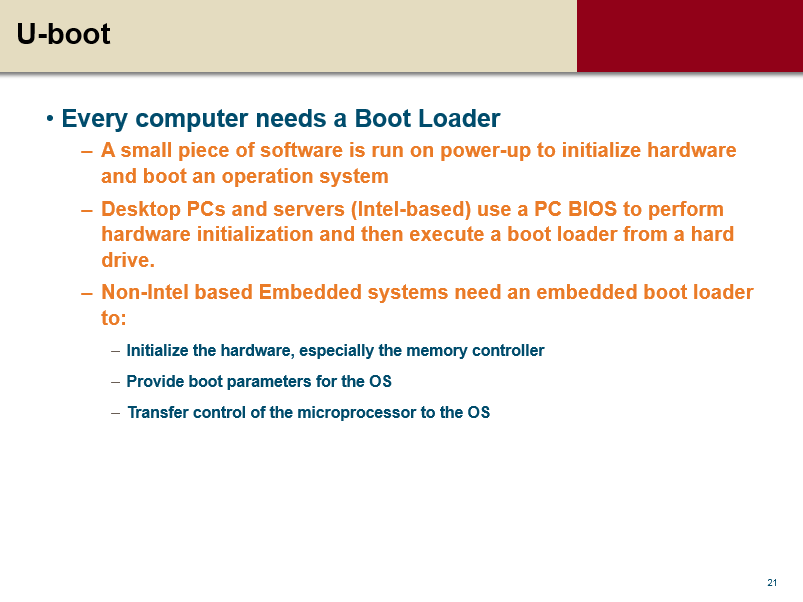 U-boot
• Every computer needs a Boot Loader
– A small piece of software is run on power-up to initialize hardware
and boot an operation system
– Desktop PCs and servers (Intel-based) use a PC BIOS to perform
hardware initialization and then execute a boot loader from a hard
drive.
– Non-Intel based Embedded systems need an embedded boot loader
to:
– Initialize the hardware, especially the memory controller
– Provide boot parameters for the OS
– Transfer control of the microprocessor to the OS
21